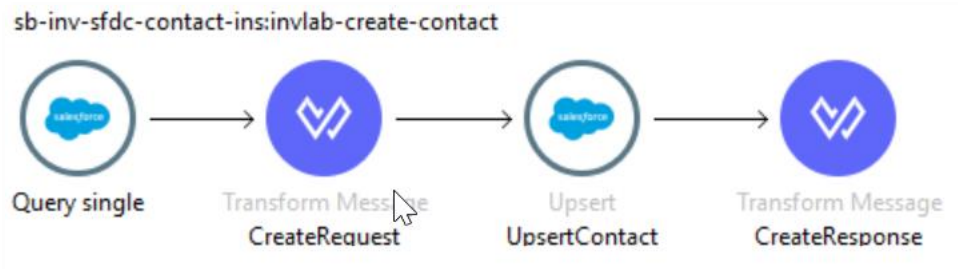 sb-inv-sfdc-contact-ins:invlab-create-contact
salesforce
salesforce
Query single
Transform Message
Upsert
Transform Message
CreateRequest
UpsertContact
CreateResponse